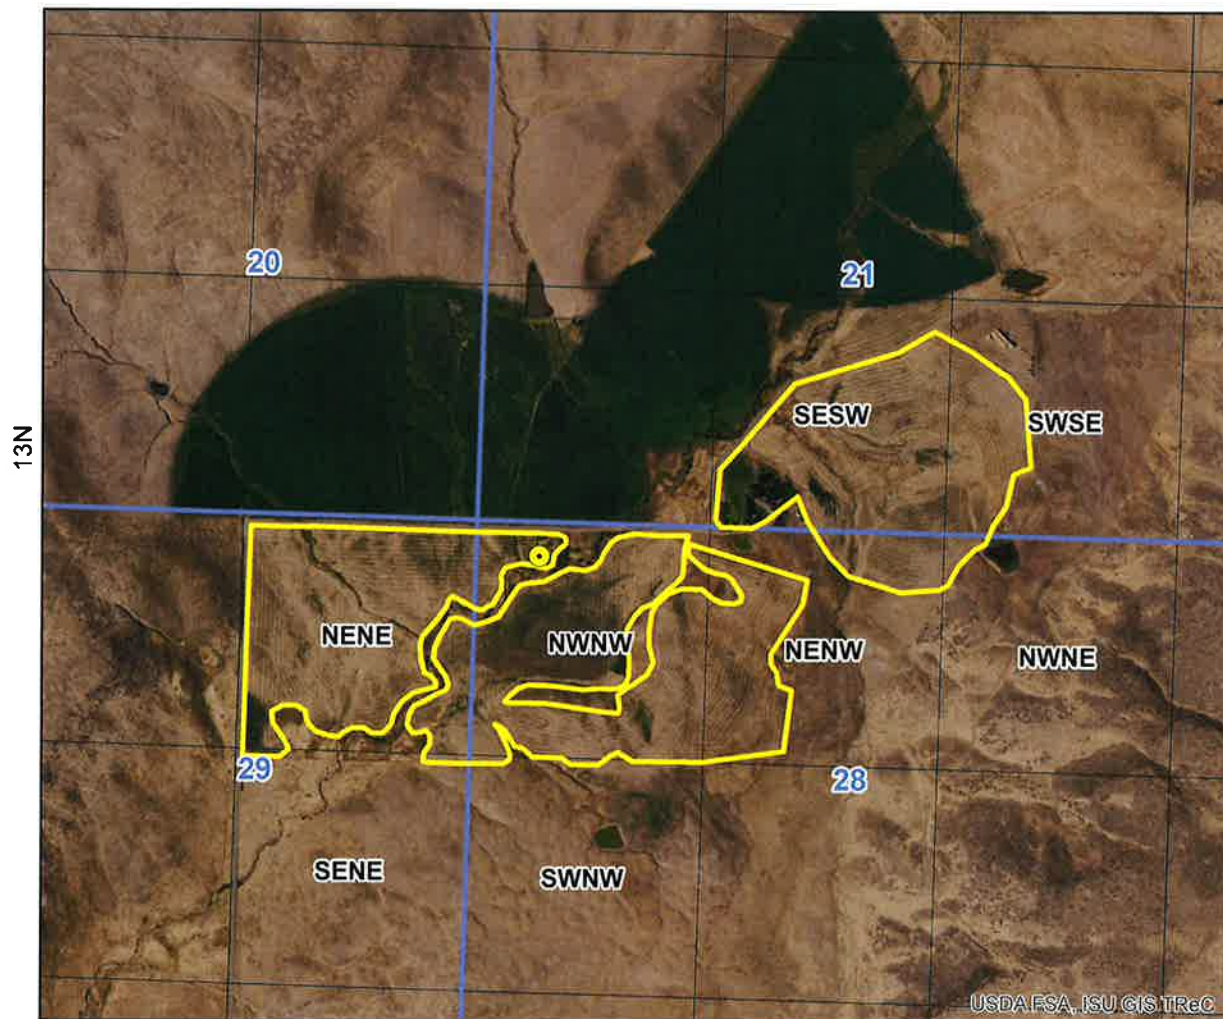 20
21
13N
SESW
SWSE
NENE
NWNW
NENW
NWNE
29
28
SENE
SWNW
USDA FSA, ISU GIS TReC